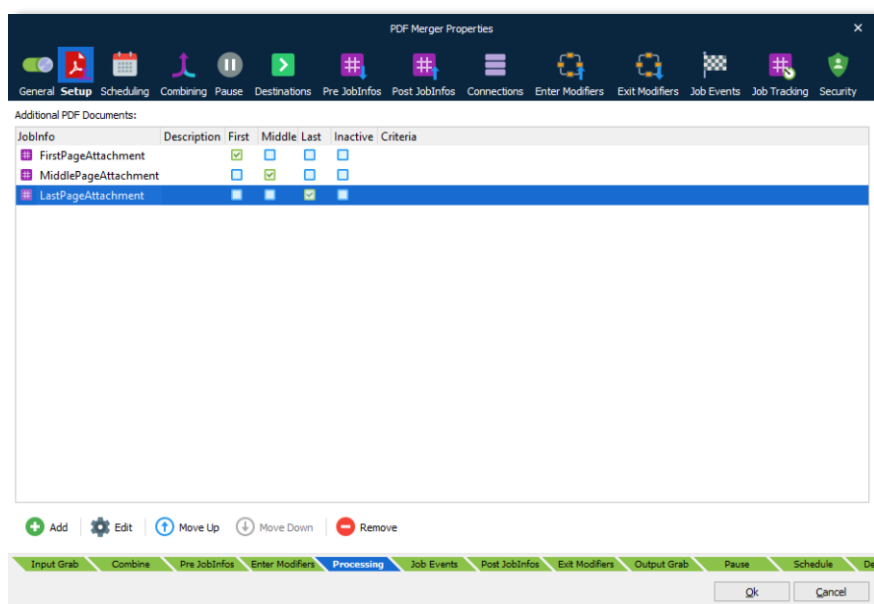 PDF Merger Properties
General Setup Scheduling Combining Pause Destinations Pre JobInfos Post JobInfos Connections Enter Modifiers Exit Modifiers Job Events Job Tracking Security
Additional PDF Documents:
JobInfo Description First Middle Last Inactive Criteria
FirstPageAttachment
MiddlePageAttachment
LastPageAttachment
Add Edit Move Up Move Down Remove
Input Grab Combine Pre JobInfos Enter Modifiers Processing Job Events Post JobInfos Exit Modifiers Output Grab Pause Schedule De
Ok Cancel